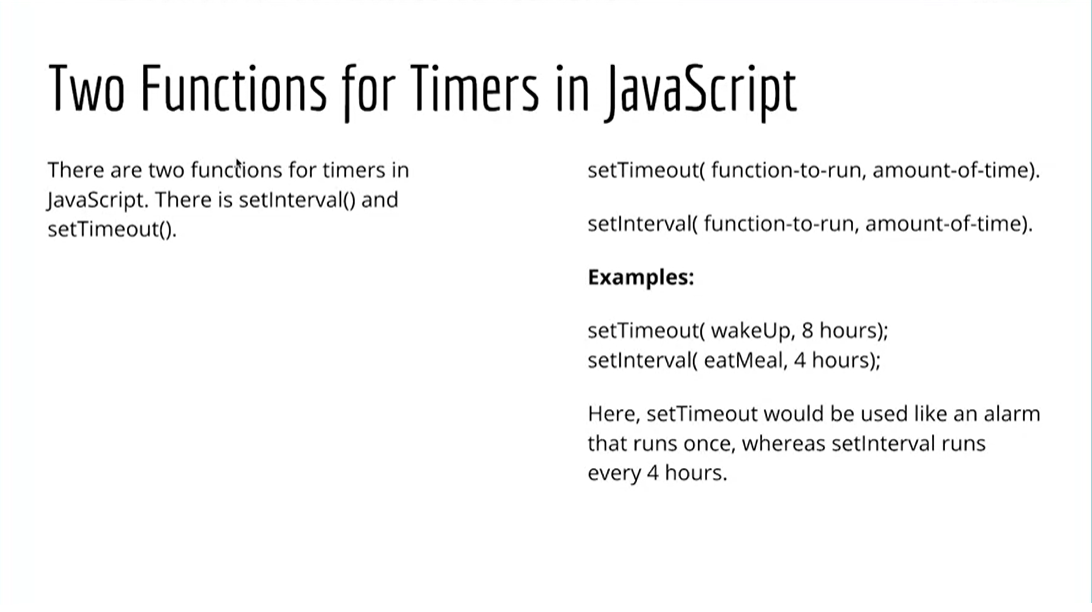 Two Functions for Timers in JavaScript
There are two functions for timers in
JavaScript. There is setInterval() and
setTimeout().
setTimeout( function-to-run, amount-of-time).
setInterval( function-to-run, amount-of-time).
Examples:
setTimeout( wakeUp, 8 hours);
setInterval( eatMeal, 4 hours);
Here, setTimeout would be used like an alarm
that runs once, whereas setInterval runs
every 4 hours.